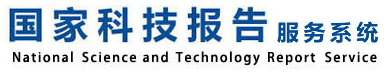 国家科技报告服务系统
National Science and Technology Report Service